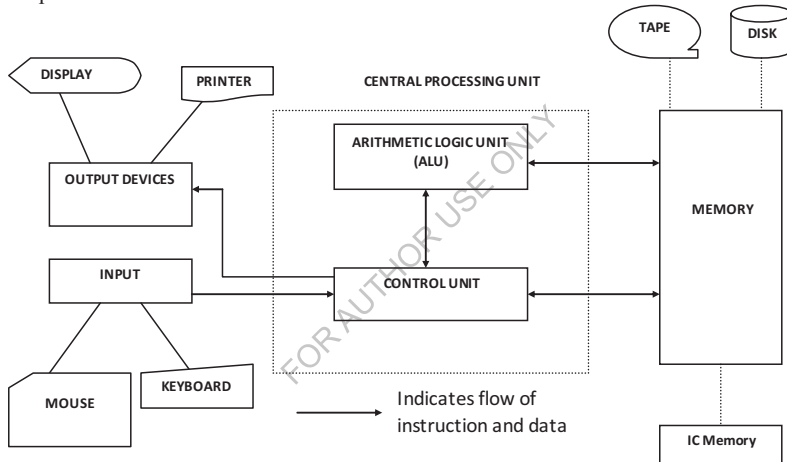 TAPE
DISK
DISPLAY
PRINTER
CENTRAL PROCESSING UNIT
ARITHMETIC LOGIC UNIT
(ALU)
OUTPUT DEVICES
MEMORY
INPUT
CONTROL UNIT
KEYBOARD
MOUSE
Indicates flow of
instruction and data
IC Memory
FOR AUTHOR USE ONLY